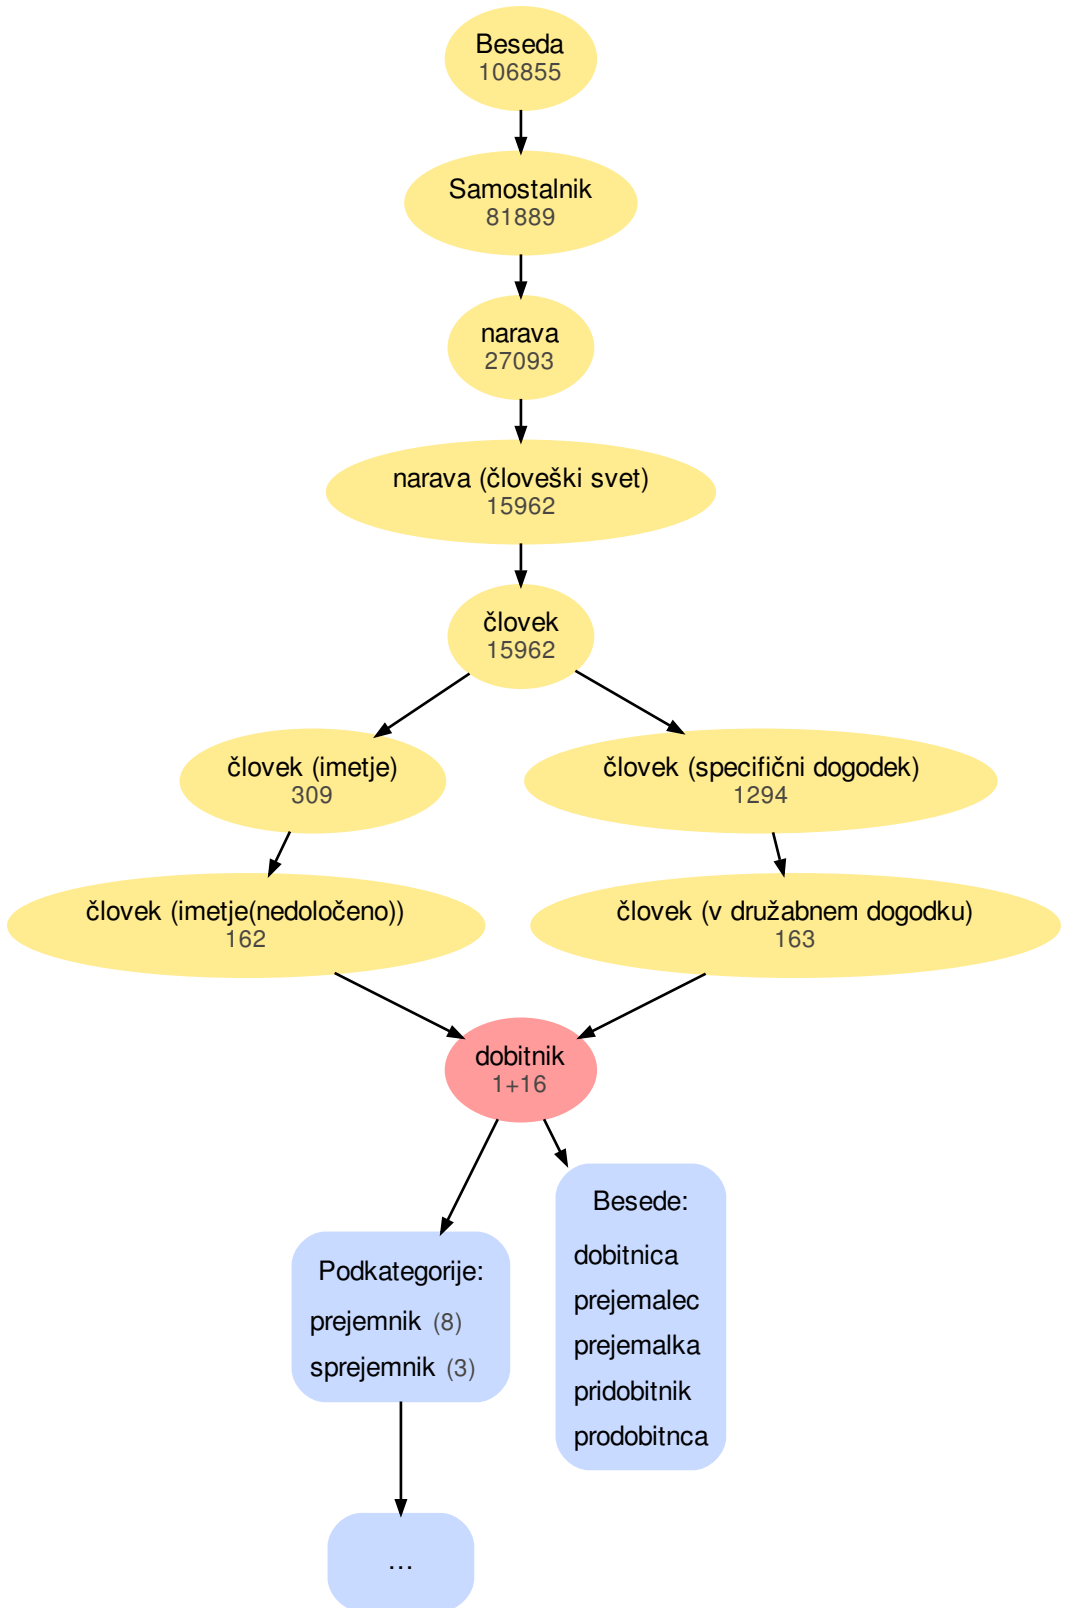 Beseda
106855
Samostalnik
81889
narava
27093
narava (človeški svet)
15962
človek
15962
človek (imetje)
309
človek (specifični dogodek)
1294
človek (imetje(nedoločeno))
162
človek (v družabnem dogodku)
163
dobitnik
1+16
Podkategorije:
prejemnik (8)
sprejemnik (3)
Besede:
dobitnica
prejemalec
prejemalka
pridobitnik
prodobitnca
...